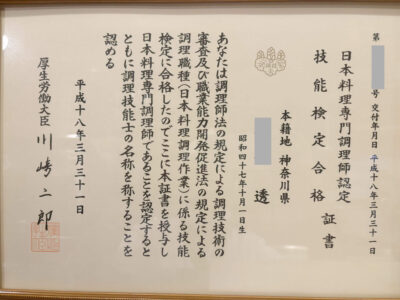 第 号 交付年月日 平成十八年三月三十一日
日本料理専門調理師認定
技能検定合格 証書
本籍地 神奈川県
透
昭和四十七年十月一日生
あなたは調理師法の規定による調理技術の
審査及び職業能力開発促進法の規定による
調理職種(日本料理調理作業)に係る技能
検定に合格したのでここに本証書を授与し
日本料理専門調理師であることを認定すると
ともに調理技能士の名称を称することを
認める
平成十八年三月三十一日
厚生労働大臣 川崎二郎